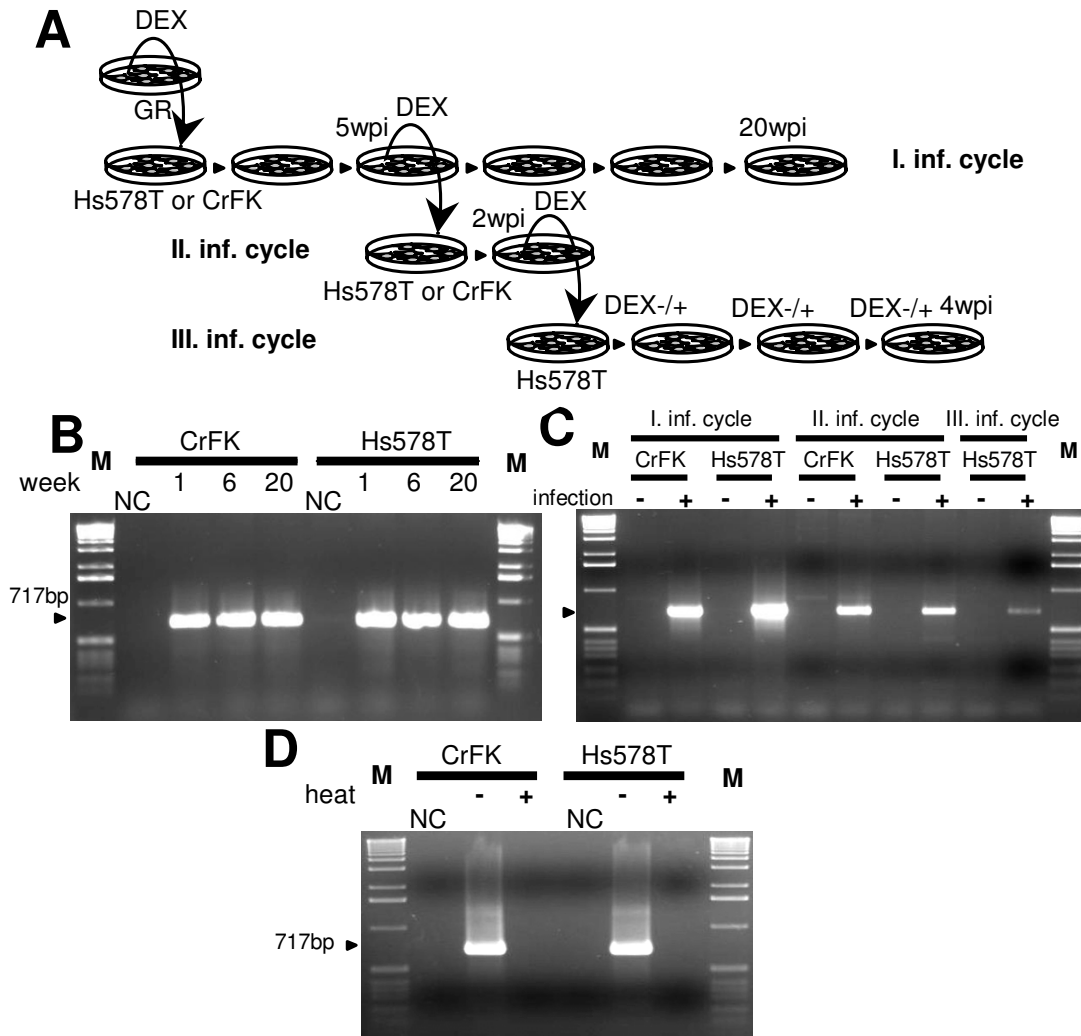 A
DEX
GR
5wpi DEX 20wpi
I. inf. cycle
Hs578T or CrFK
2wpi DEX
II. inf. cycle
Hs578T or CrFK
DEX-/+ DEX-/+ DEX-/+ 4wpi
III. inf. cycle
Hs578T
B
CrFK Hs578T
M M
week 1 6 20 1 6 20
NC NC
717bp
C
I. inf. cycle II. inf. cycle III. inf. cycle
M M
CrFK Hs578T CrFK Hs578T Hs578T
infection - + - + - + - + - +
D
CrFK Hs578T
M M
heat - + - +
NC NC
717bp